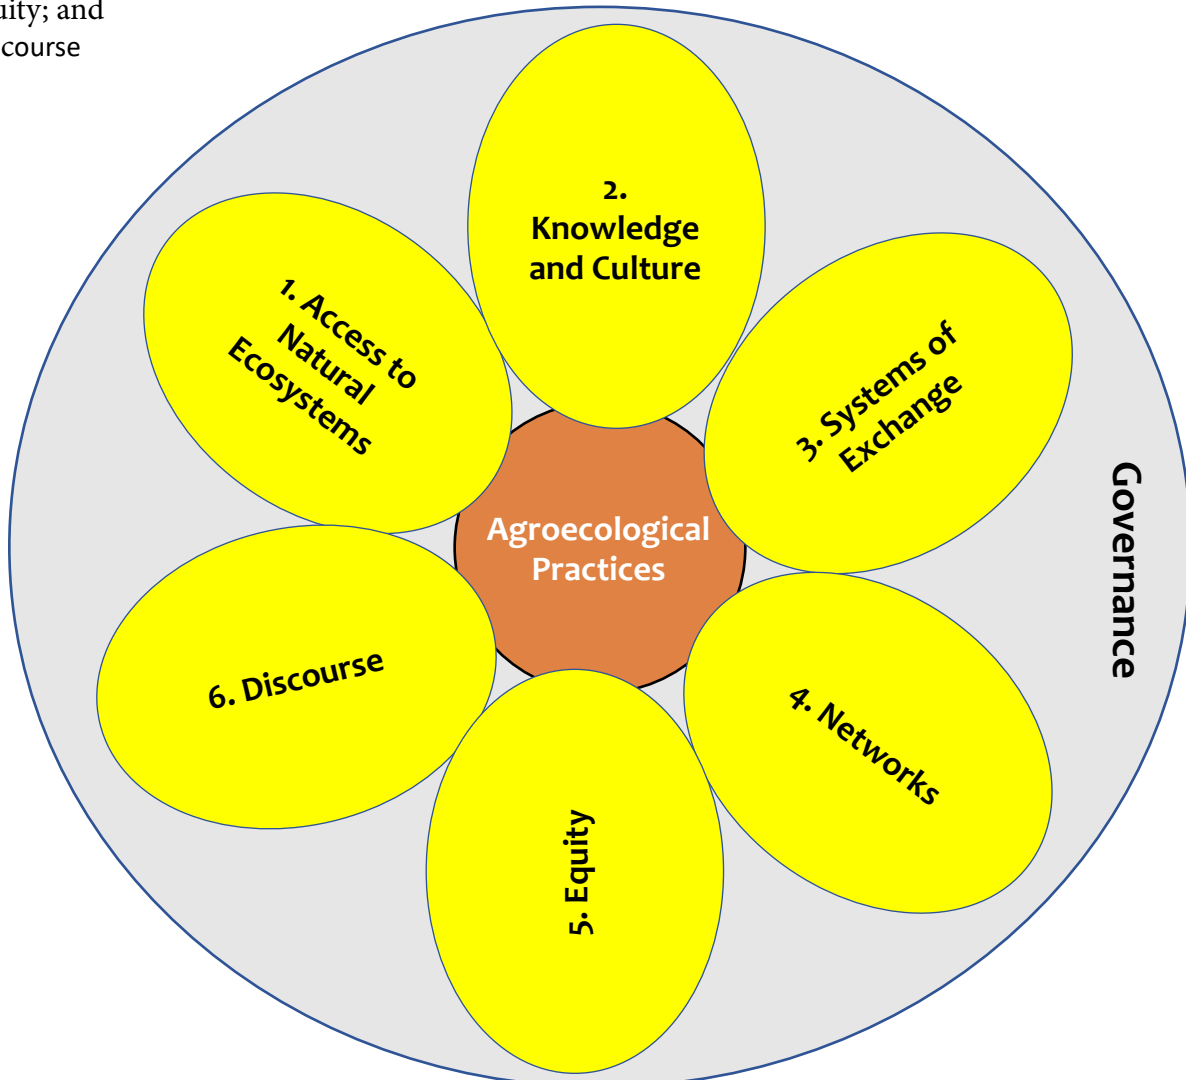 uity; and
course
2.
Knowledge
and Culture
1. Access to
Natural
Ecosystems
3. Systems of
Exchange
Agroecological
Practices
Governance
6. Discourse
4. Networks
5. Equity